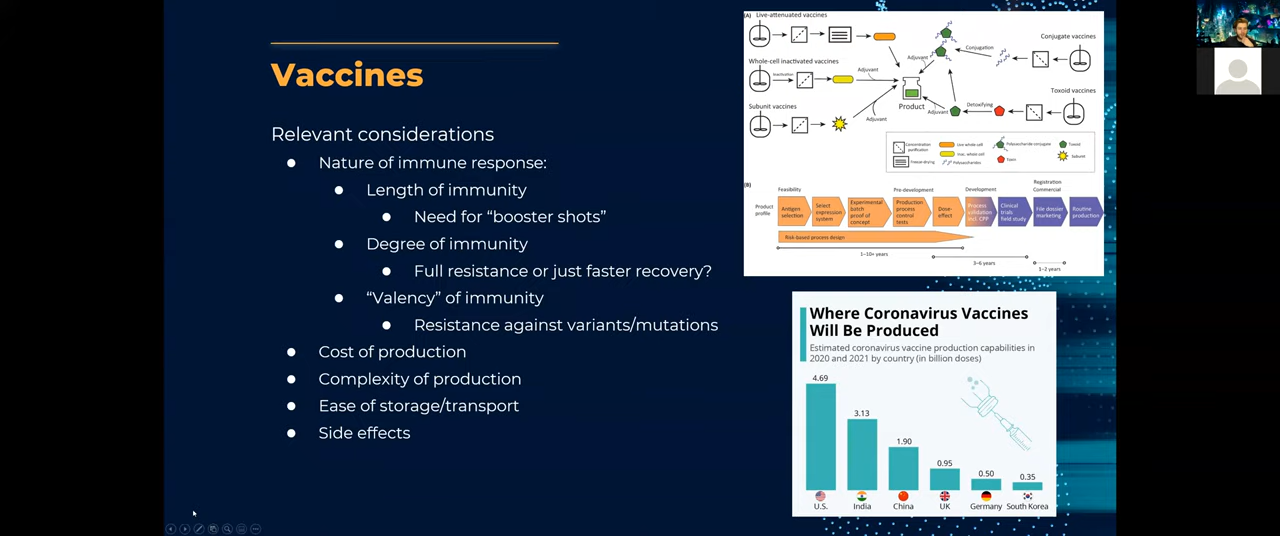 Vaccines
Relevant considerations
● Nature of immune response:
● Length of immunity
● Need for “booster shots”
● Degree of immunity
● Full resistance or just faster recovery?
● “Valency” of immunity
● Resistance against variants/mutations
● Cost of production
● Complexity of production
● Ease of storage/transport
● Side effects
(A) Live-attenuated vaccines
Whole-cell inactivated vaccines
Inactivation
Adjuvant
Subunit vaccines
Adjuvant
Adjuvant
Conjugation
Conjugate vaccines
Product
Adjuvant
Detoxifying
Toxoid vaccines
Concentration
purification
Freeze-drying
Live whole cell
Inac. whole cell
Polysaccharides
Polysaccharide conjugate
Toxin
Toxoid
Subunit
(B)
Feasibility
Pre-development
Development
Registration
Commercial
Product
profile
Antigen
selection
Select
expression
system
Experimental
batch
proof of
concept
Production
process
control
tests
Dose-
effect
Process
validation
incl. CPP
Clinical
trials
field study
File dossier
marketing
Routine
production
Risk-based process design
1–10+ years
3–6 years
1–2 years
Where Coronavirus Vaccines
Will Be Produced
Estimated coronavirus vaccine production capabilities in
2020 and 2021 by country (in billion doses)
4.69
3.13
1.90
0.95
0.50
0.35
U.S.
India
China
UK
Germany
South Korea